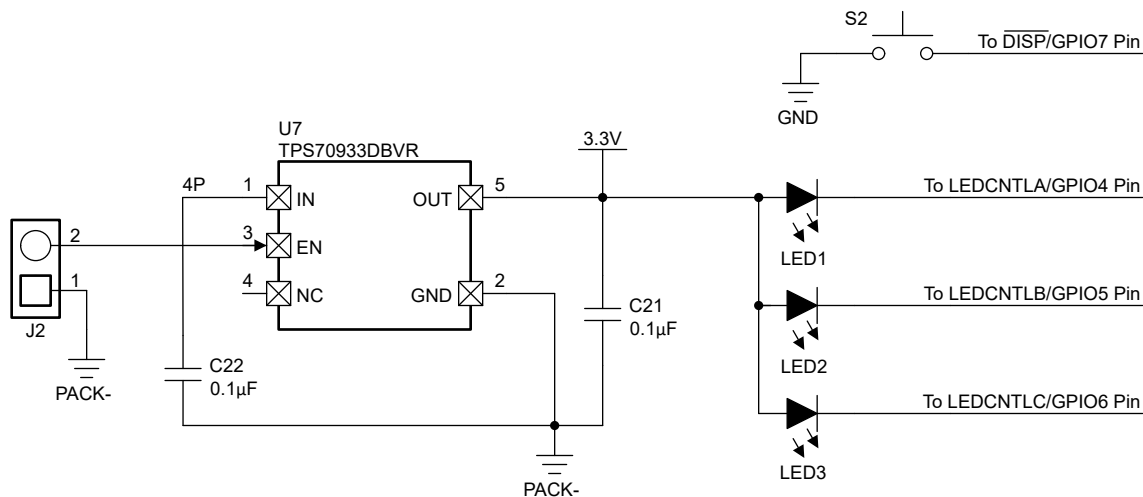 S2
To DISP/GPIO7 Pin
GND
U7
TPS70933DBVR
3.3V
4P
1
IN
OUT
5
To LEDCNTLA/GPIO4 Pin
2
3
EN
LED1
1
4
NC
GND
2
To LEDCNTLB/GPIO5 Pin
J2
C21
0.1µF
LED2
PACK-
C22
0.1µF
To LEDCNTLC/GPIO6 Pin
LED3
PACK-